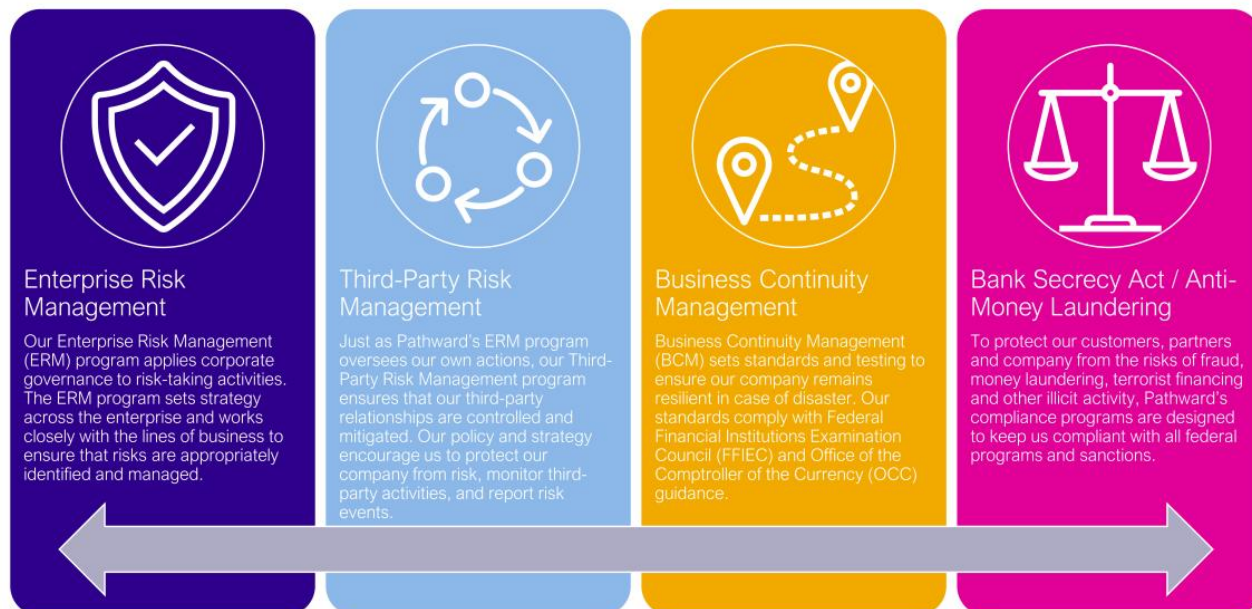 Enterprise Risk
Management
Our Enterprise Risk Management
(ERM) program applies corporate
governance to risk-taking activities.
The ERM program sets strategy
across the enterprise and works
closely with the lines of business to
ensure that risks are appropriately
identified and managed.
Third-Party Risk
Management
Just as Pathward's ERM program
oversees our own actions, our Third-
Party Risk Management program
ensures that our third-party
relationships are controlled and
mitigated. Our policy and strategy
encourage us to protect our
company from risk, monitor third-
party activities, and report risk
events.
Business Continuity
Management
Business Continuity Management
(BCM) sets standards and testing to
ensure our company remains
resilient in case of disaster. Our
standards comply with Federal
Financial Institutions Examination
Council (FFIEC) and Office of the
Comptroller of the Currency (OCC)
guidance.
Bank Secrecy Act / Anti-
Money Laundering
To protect our customers, partners
and company from the risks of fraud,
money laundering, terrorist financing
and other illicit activity, Pathward's
compliance programs are designed
to keep us compliant with all federal
programs and sanctions.